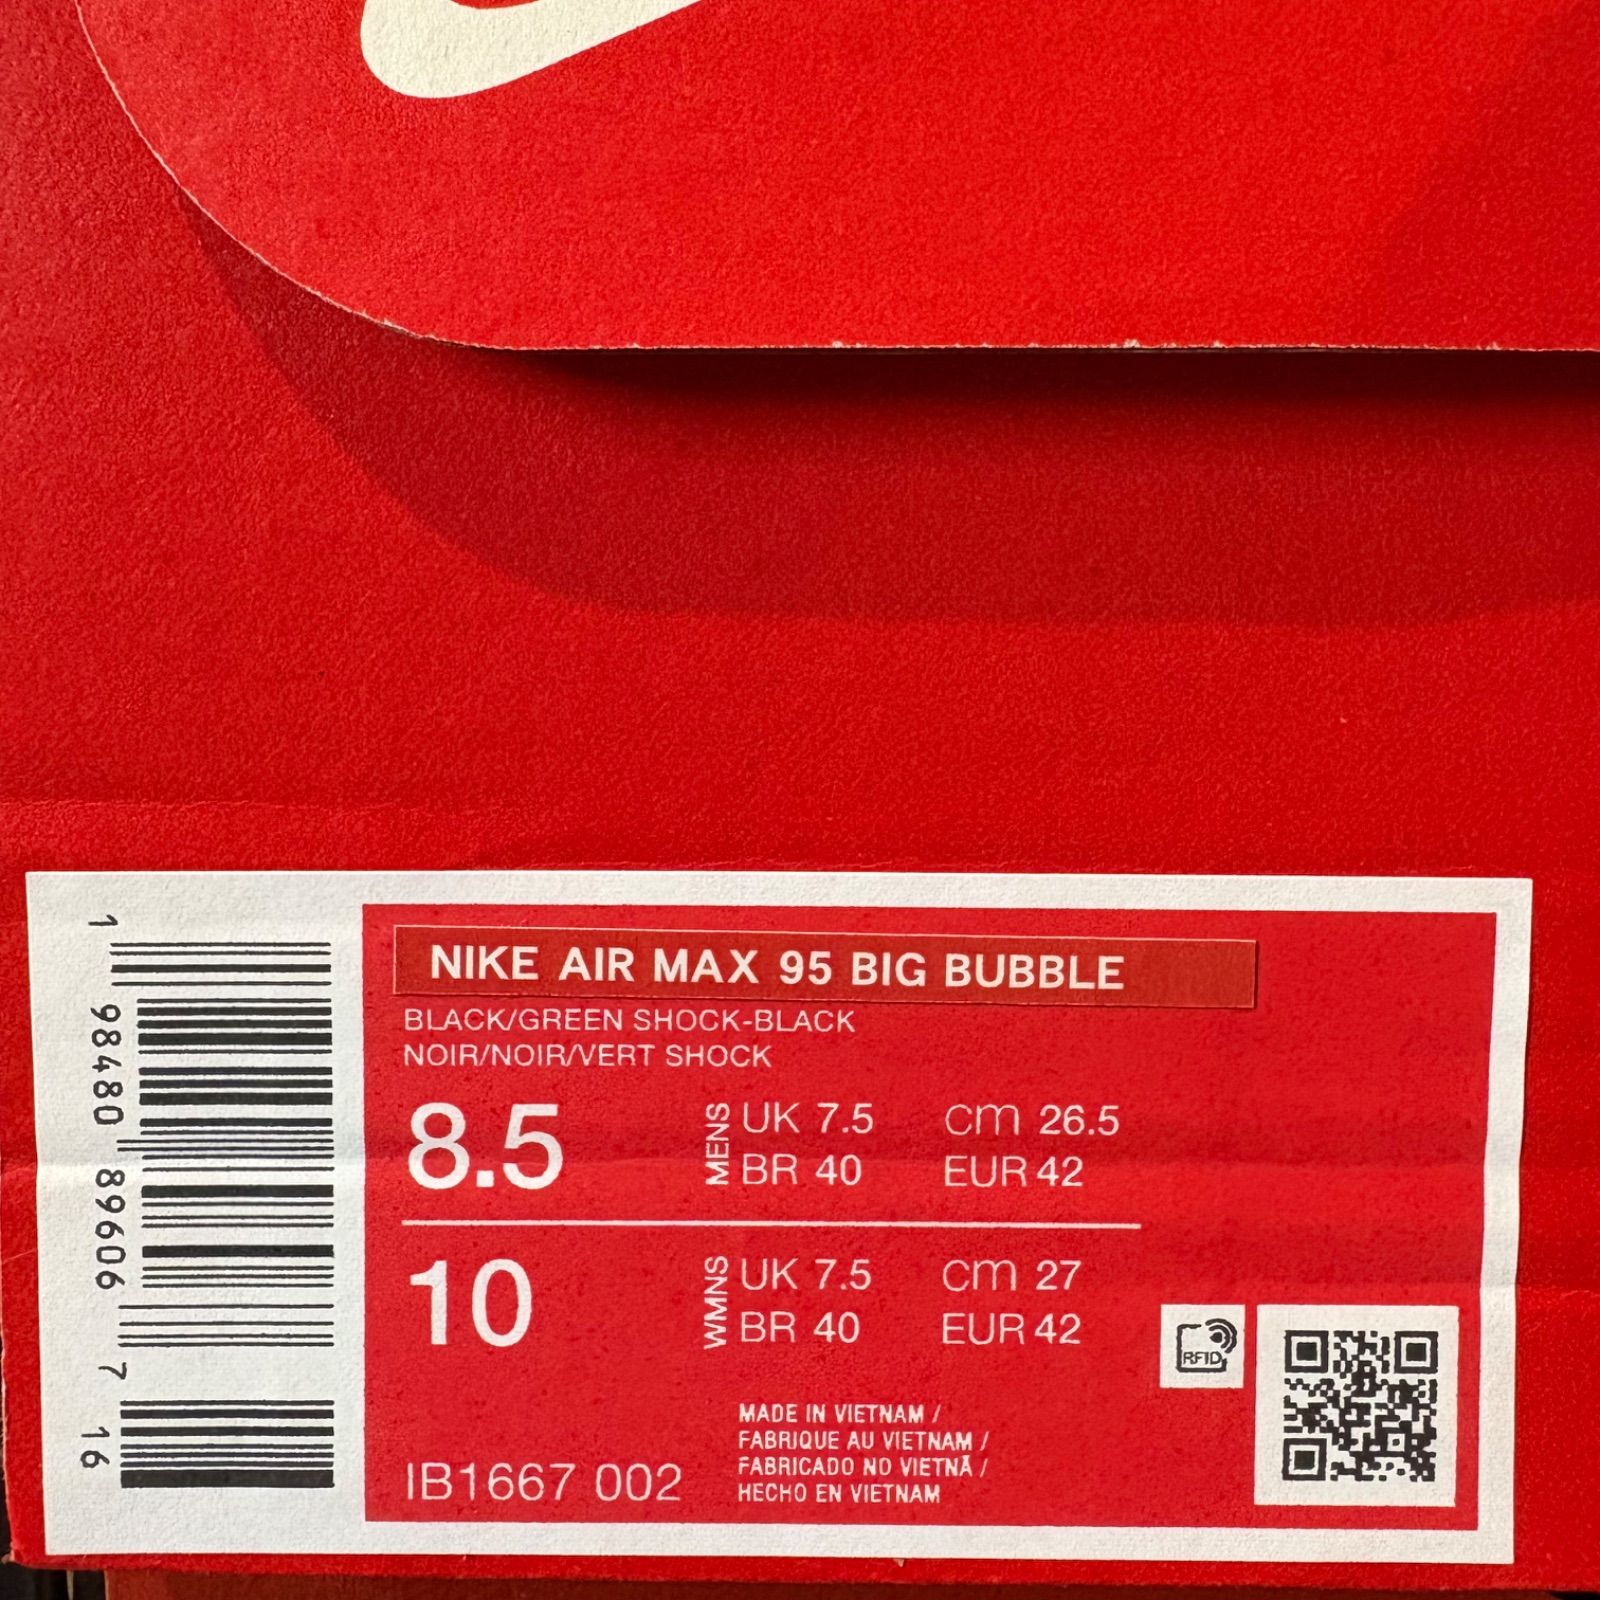 NIKE AIR MAX 95 BIG BUBBLE
BLACK/GREEN SHOCK-BLACK
NOIR/NOIR/VERT SHOCK
8.5
MENS
UK 7.5
cm 26.5
BR 40
EUR 42
10
WMNS
UK 7.5
cm 27
BR 40
EUR 42
RFID
MADE IN VIETNAM /
FABRIQUE AU VIETNAM /
FABRICADO NO VIETNÃ /
HECHO EN VIETNAM
IB1667 002
1 98480 89606 7 16